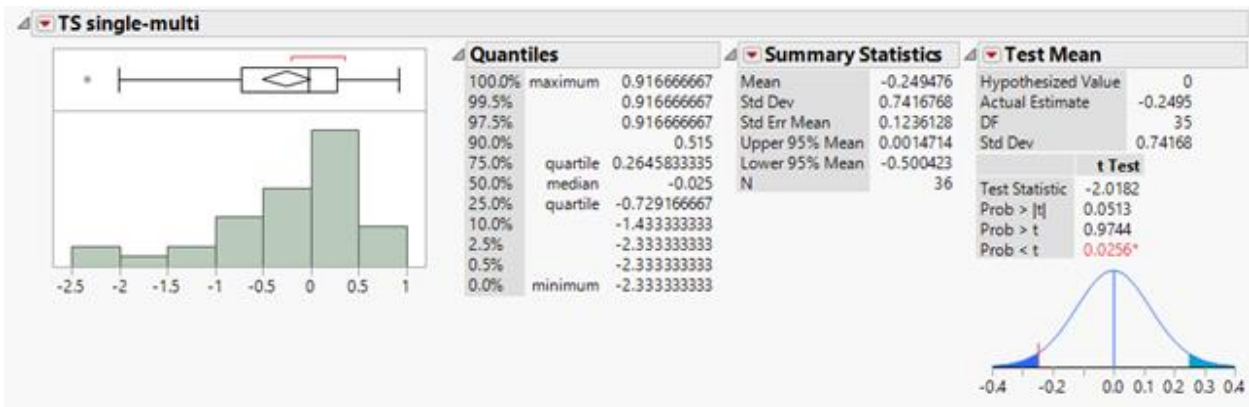 TS single-multi
-2.5 -2 -1.5 -1 -0.5 0 0.5 1
Quantiles
100.0% maximum 0.916666667
99.5% 0.916666667
97.5% 0.916666667
90.0% 0.515
75.0% quartile 0.2645833335
50.0% median -0.025
25.0% quartile -0.729166667
10.0% -1.433333333
2.5% -2.333333333
0.5% -2.333333333
0.0% minimum -2.333333333
Summary Statistics
Mean -0.249476
Std Dev 0.7416768
Std Err Mean 0.1236128
Upper 95% Mean 0.0014714
Lower 95% Mean -0.500423
N 36
Test Mean
Hypothesized Value 0
Actual Estimate -0.2495
DF 35
Std Dev 0.74168
t Test
Test Statistic -2.0182
Prob > |t| 0.0513
Prob > t 0.9744
Prob < t 0.0256*
-0.4 -0.2 0.0 0.1 0.2 0.3 0.4